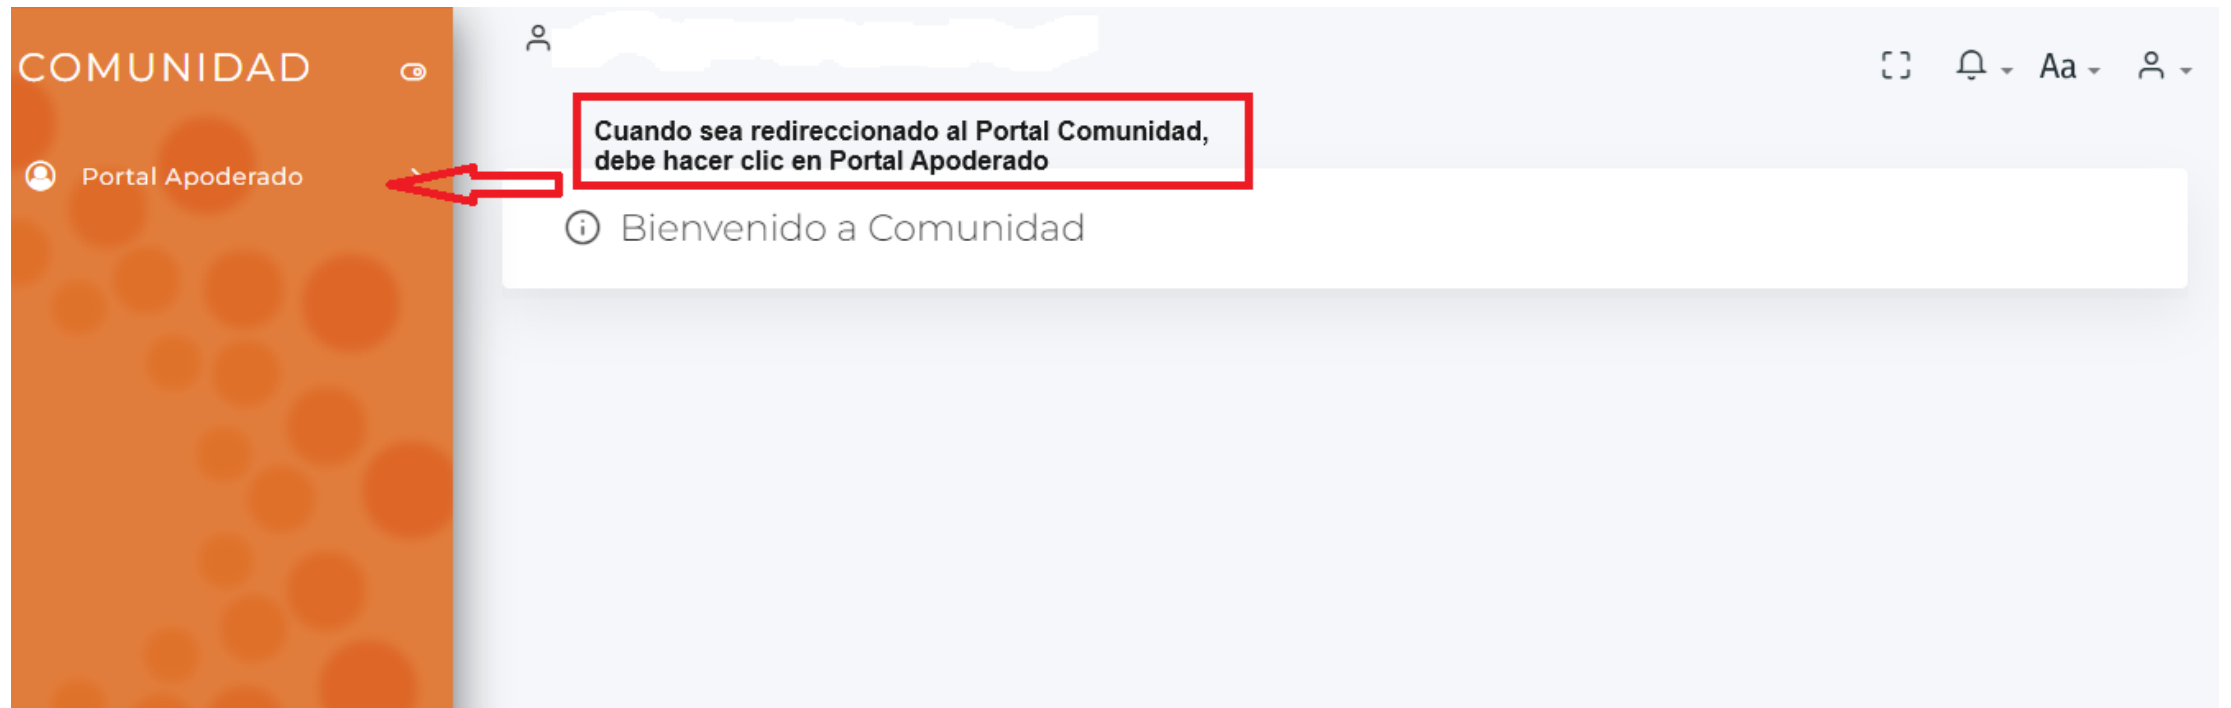 COMUNIDAD
Aa
Cuando sea redireccionado al Portal Comunidad,
debe hacer clic en Portal Apoderado
Portal Apoderado
Bienvenido a Comunidad